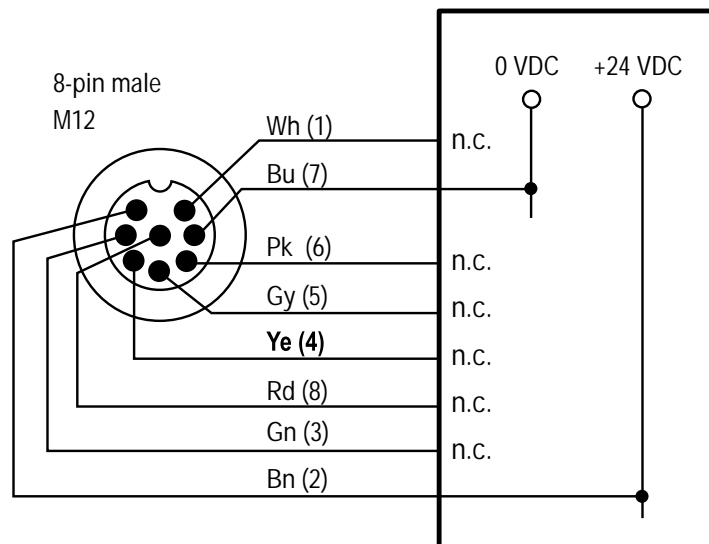 0 VDC +24 VDC
8-pin male
M12
Wh (1)
n.c.
Bu (7)
Pk (6)
n.c.
Gy (5)
n.c.
Ye (4)
n.c.
Rd (8)
n.c.
Gn (3)
n.c.
Bn (2)